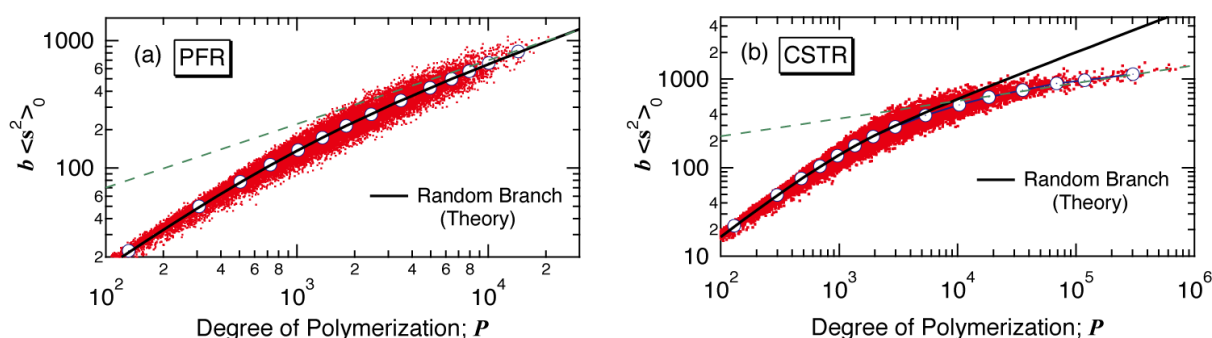 (a) PFR
b <s²>₀
1000
6
4
2
100
6
4
2
Random Branch
(Theory)
10² 2 4 6 8 10³ 2 4 6 8 10⁴ 2
Degree of Polymerization; P
(b) CSTR
b <s²>₀
4
2
1000
6
4
2
100
6
4
2
10
Random Branch
(Theory)
10² 10³ 10⁴ 10⁵ 10⁶
Degree of Polymerization; P